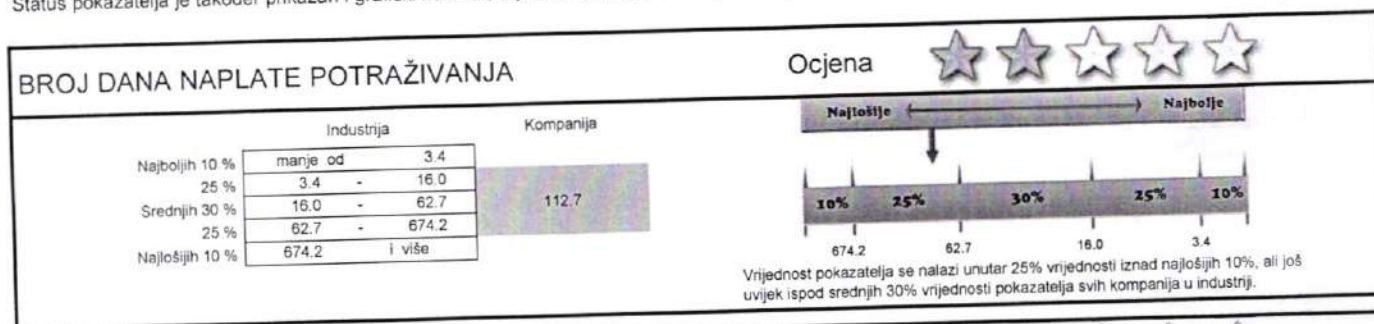 Status pokazatelja je također prikazan i grafički
BROJ DANA NAPLATE POTRAŽIVANJA
Ocjena
Industrija Kompanija
Najboljih 10 % manje od 3.4
25 % 3.4 - 16.0
Srednjih 30 % 16.0 - 62.7
25 % 62.7 - 674.2
Najlošijih 10 % 674.2 i više
112.7
Najlošije Najbolje
10% 25% 30% 25% 10%
674.2 62.7 16.0 3.4
Vrijednost pokazatelja se nalazi unutar 25% vrijednosti iznad najlošijih 10%, ali još
uvijek ispod srednjih 30% vrijednosti pokazatelja svih kompanija u industriji.